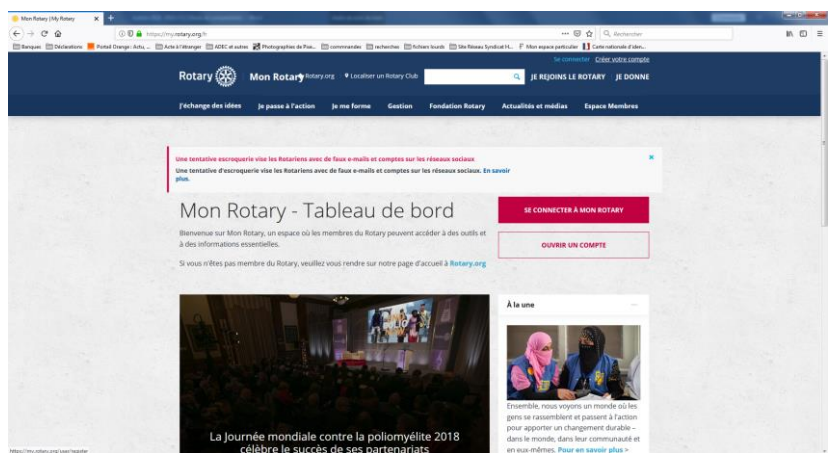 Mon Rotary | My Rotary
https://my.rotary.org/fr
Rechercher
Banques Déclarations Portail Orange : Actu, ... Acte à l'étranger ADEC et autres Photographies de Pixe... commandes recherches fichiers lourds Site Réseau Syndicat H... Mon espace particulier Carte nationale d'iden...
Se connecter Créer votre compte
Rotary Mon Rotary Rotary.org Localiser un Rotary Club JE REJOINS LE ROTARY JE DONNE
J'échange des idées Je passe à l'action Je me forme Gestion Fondation Rotary Actualités et médias Espace Membres
Une tentative escroquerie vise les Rotariens avec de faux e-mails et comptes sur les réseaux sociaux
Une tentative d'escroquerie vise les Rotariens avec de faux e-mails et comptes sur les réseaux sociaux. En savoir
plus.
Mon Rotary - Tableau de bord
Bienvenue sur Mon Rotary, un espace où les membres du Rotary peuvent accéder à des outils et
à des informations essentielles.
Si vous n'êtes pas membre du Rotary, veuillez vous rendre sur notre page d'accueil à Rotary.org
SE CONNECTER À MON ROTARY
OUVRIR UN COMPTE
La Journée mondiale contre la poliomyélite 2018
célèbre le succès de ses partenariats
À la une
Ensemble, nous voyons un monde où les
gens se rassemblent et passent à l'action
pour apporter un changement durable –
dans le monde, dans leur communauté et
en eux-mêmes. Pour en savoir plus >
https://my.rotary.org/user/register